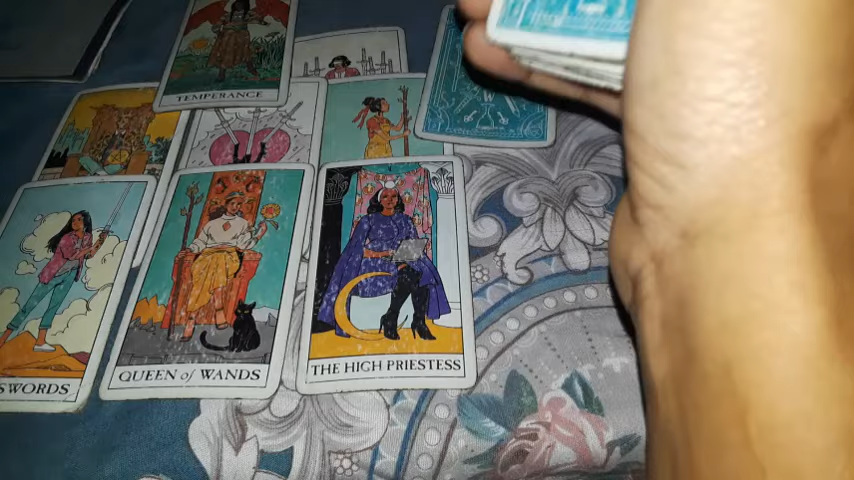 TEMPERANCE
SWORDS
QUEEN of WANDS
THE HIGH PRIESTESS